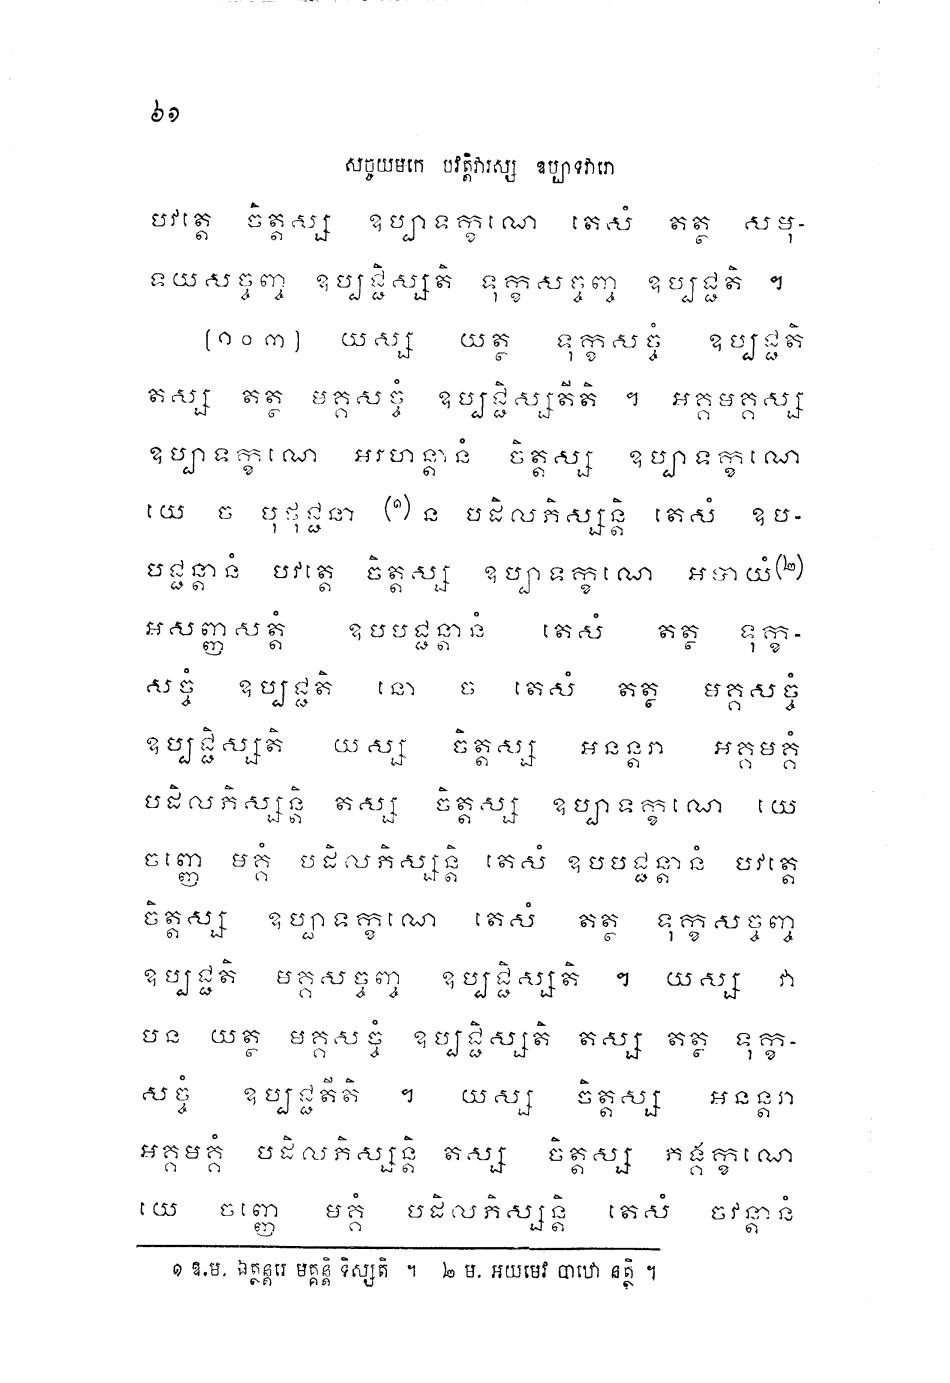 ៦១
សច្ចយមកេ បវត្តិវារស្ស ឧប្បាទវារោ
បវត្តេ ចិត្តស្ស ឧប្បាទក្ខណេ តេសំ តត្ថ សមុ-
ទយសច្ចញ្ច ឧប្បជ្ជិស្សតិ ទុក្ខសច្ចញ្ច ឧប្បជ្ជតិ ។
[១០៣] យស្ស យត្ថ ទុក្ខសច្ចំ ឧប្បជ្ជតិ
តស្ស តត្ថ មគ្គសច្ចំ ឧប្បជ្ជិស្សតីតិ ។ អគ្គមគ្គស្ស
ឧប្បាទក្ខណេ អរហន្តានំ ចិត្តស្ស ឧប្បាទក្ខណេ
យេ ច បុថុជ្ជនា (១) ន បដិលភិស្សន្តិ តេសំ ឧប-
បជ្ជន្តានំ បវត្តេ ចិត្តស្ស ឧប្បាទក្ខណេ អបាយំ(២)
អសញ្ញសត្តំ ឧបបជ្ជន្តានំ តេសំ តត្ថ ទុក្ខ-
សច្ចំ ឧប្បជ្ជតិ នោ ច តេសំ តត្ថ មគ្គសច្ចំ
ឧប្បជ្ជិស្សតិ យស្ស ចិត្តស្ស អនន្តរា អគ្គមគ្គំ
បដិលភិស្សន្តិ តស្ស ចិត្តស្ស ឧប្បាទក្ខណេ យេ
ចញ្ញេ មគ្គំ បដិលភិស្សន្តិ តេសំ ឧបបជ្ជន្តានំ បវត្តេ
ចិត្តស្ស ឧប្បាទក្ខណេ តេសំ តត្ថ ទុក្ខសច្ចញ្ច
ឧប្បជ្ជតិ មគ្គសច្ចញ្ច ឧប្បជ្ជិស្សតិ ។ យស្ស វា
បន យត្ថ មគ្គសច្ចំ ឧប្បជ្ជិស្សតិ តស្ស តត្ថ ទុក្ខ-
សច្ចំ ឧប្បជ្ជតីតិ ។ យស្ស ចិត្តស្ស អនន្តរា
អគ្គមគ្គំ បដិលភិស្សន្តិ តស្ស ចិត្តស្ស ភង្គក្ខណេ
យេ ចញ្ញេ មគ្គំ បដិលភិស្សន្តិ តេសំ ចវន្តានំ
១ ឧ.ម. ឯត្ថន្តរេ មគ្គន្តិ ទិស្សតិ ។ ២ ម. អយមេវ បាឋោ នត្ថិ ។